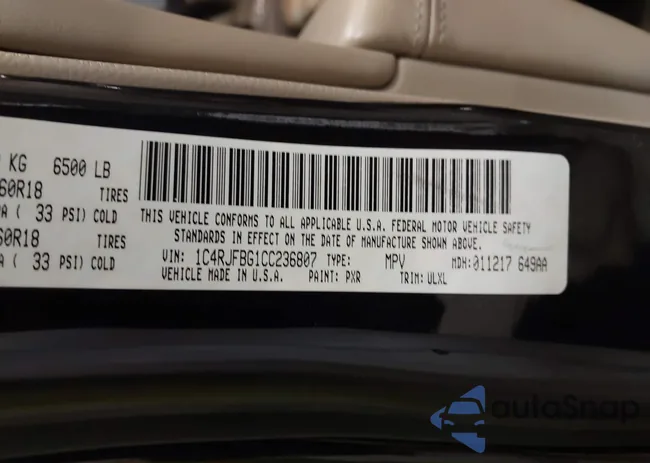 KG 6500 LB
60R18 TIRES
A ( 33 PSI) COLD
60R18 TIRES
A ( 33 PSI) COLD
THIS VEHICLE CONFORMS TO ALL APPLICABLE U.S.A. FEDERAL MOTOR VEHICLE SAFETY
STANDARDS IN EFFECT ON THE DATE OF MANUFACTURE SHOWN ABOVE.
VIN: 1C4RJFBG1CC236807 TYPE: MPV MDH: 011217 649AA
VEHICLE MADE IN U.S.A. PAINT: PXR TRIM: ULXL
autoSnap